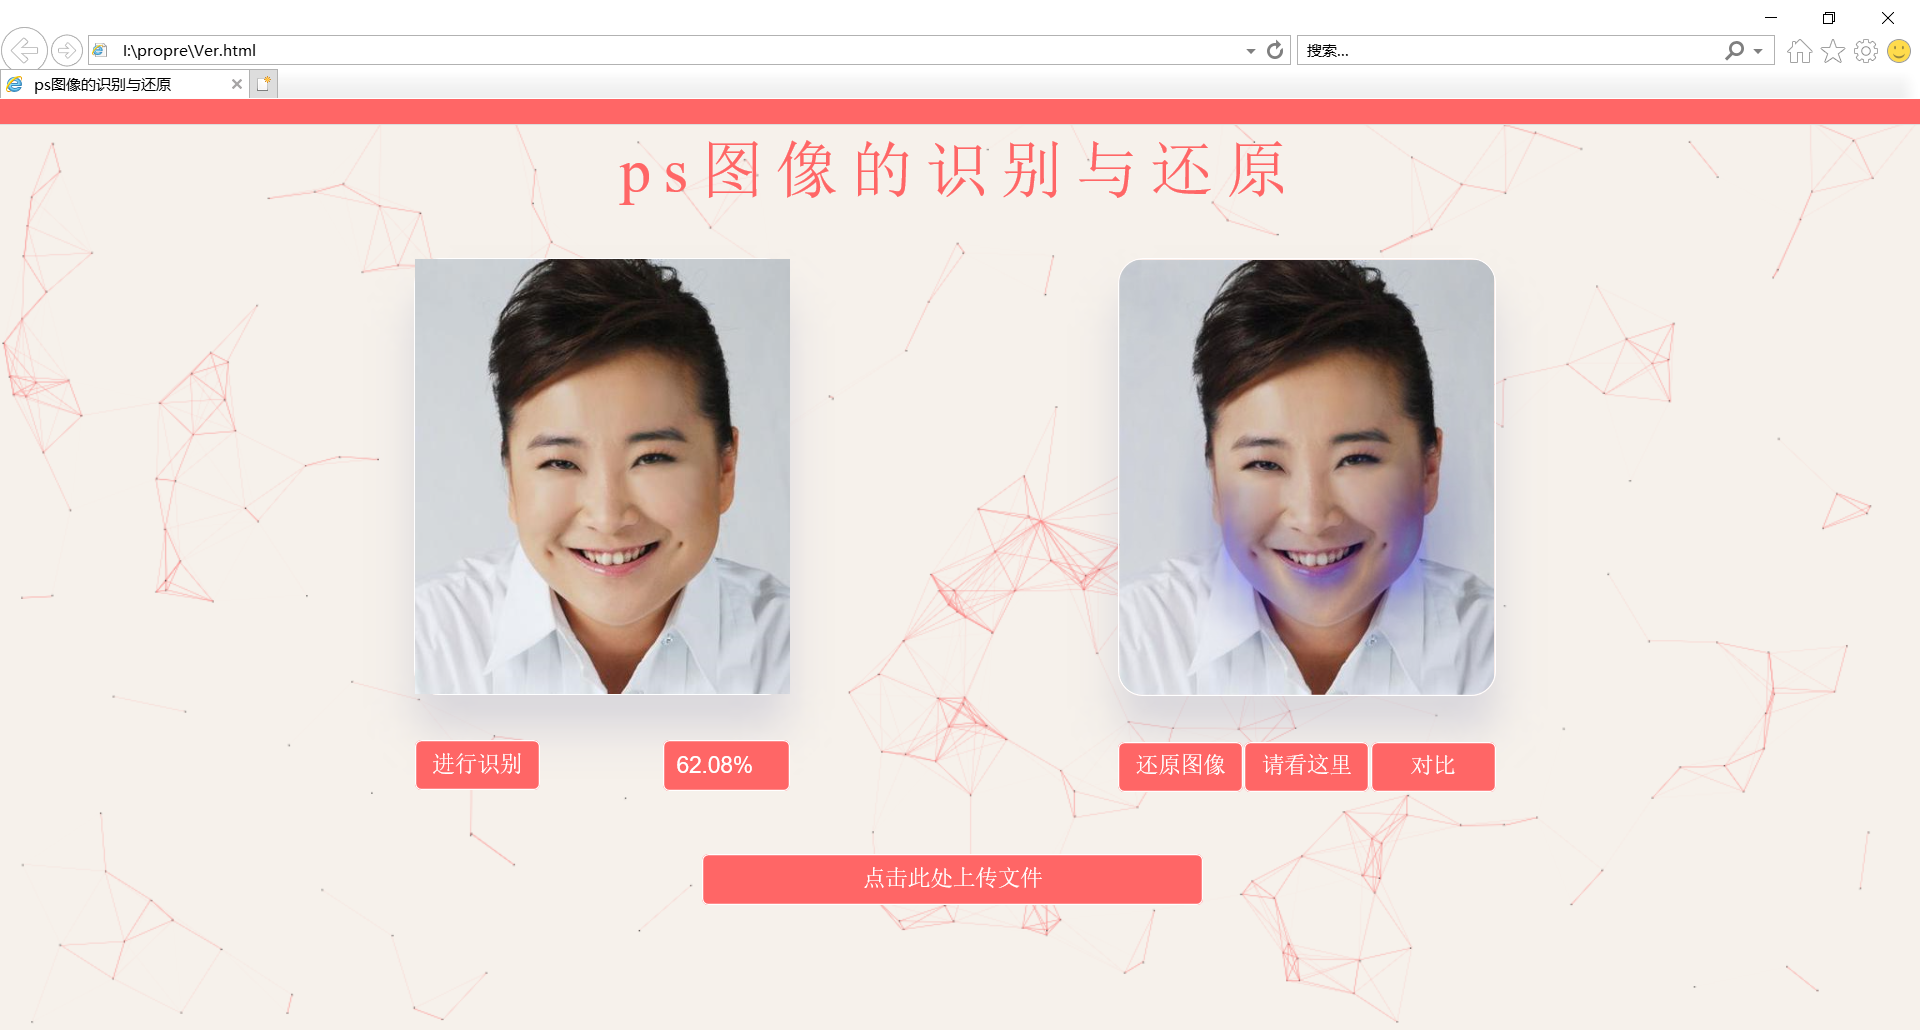 I:\propre\Ver.html
搜索...
ps图像的识别与还原
ps图像的识别与还原
进行识别
62.08%
还原图像
请看这里
对比
点击此处上传文件